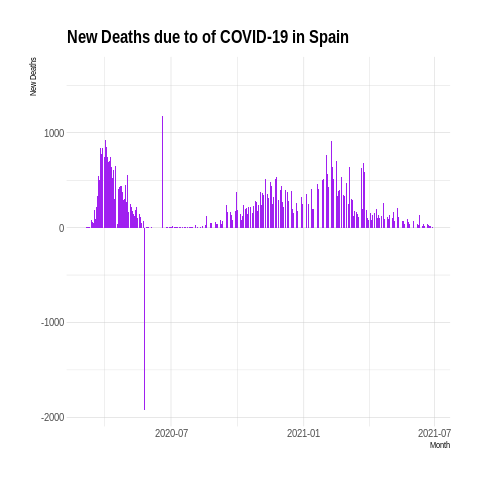 New Deaths due to of COVID-19 in Spain
New Deaths
1000
0
-1000
-2000
2020-07
2021-01
2021-07
Month